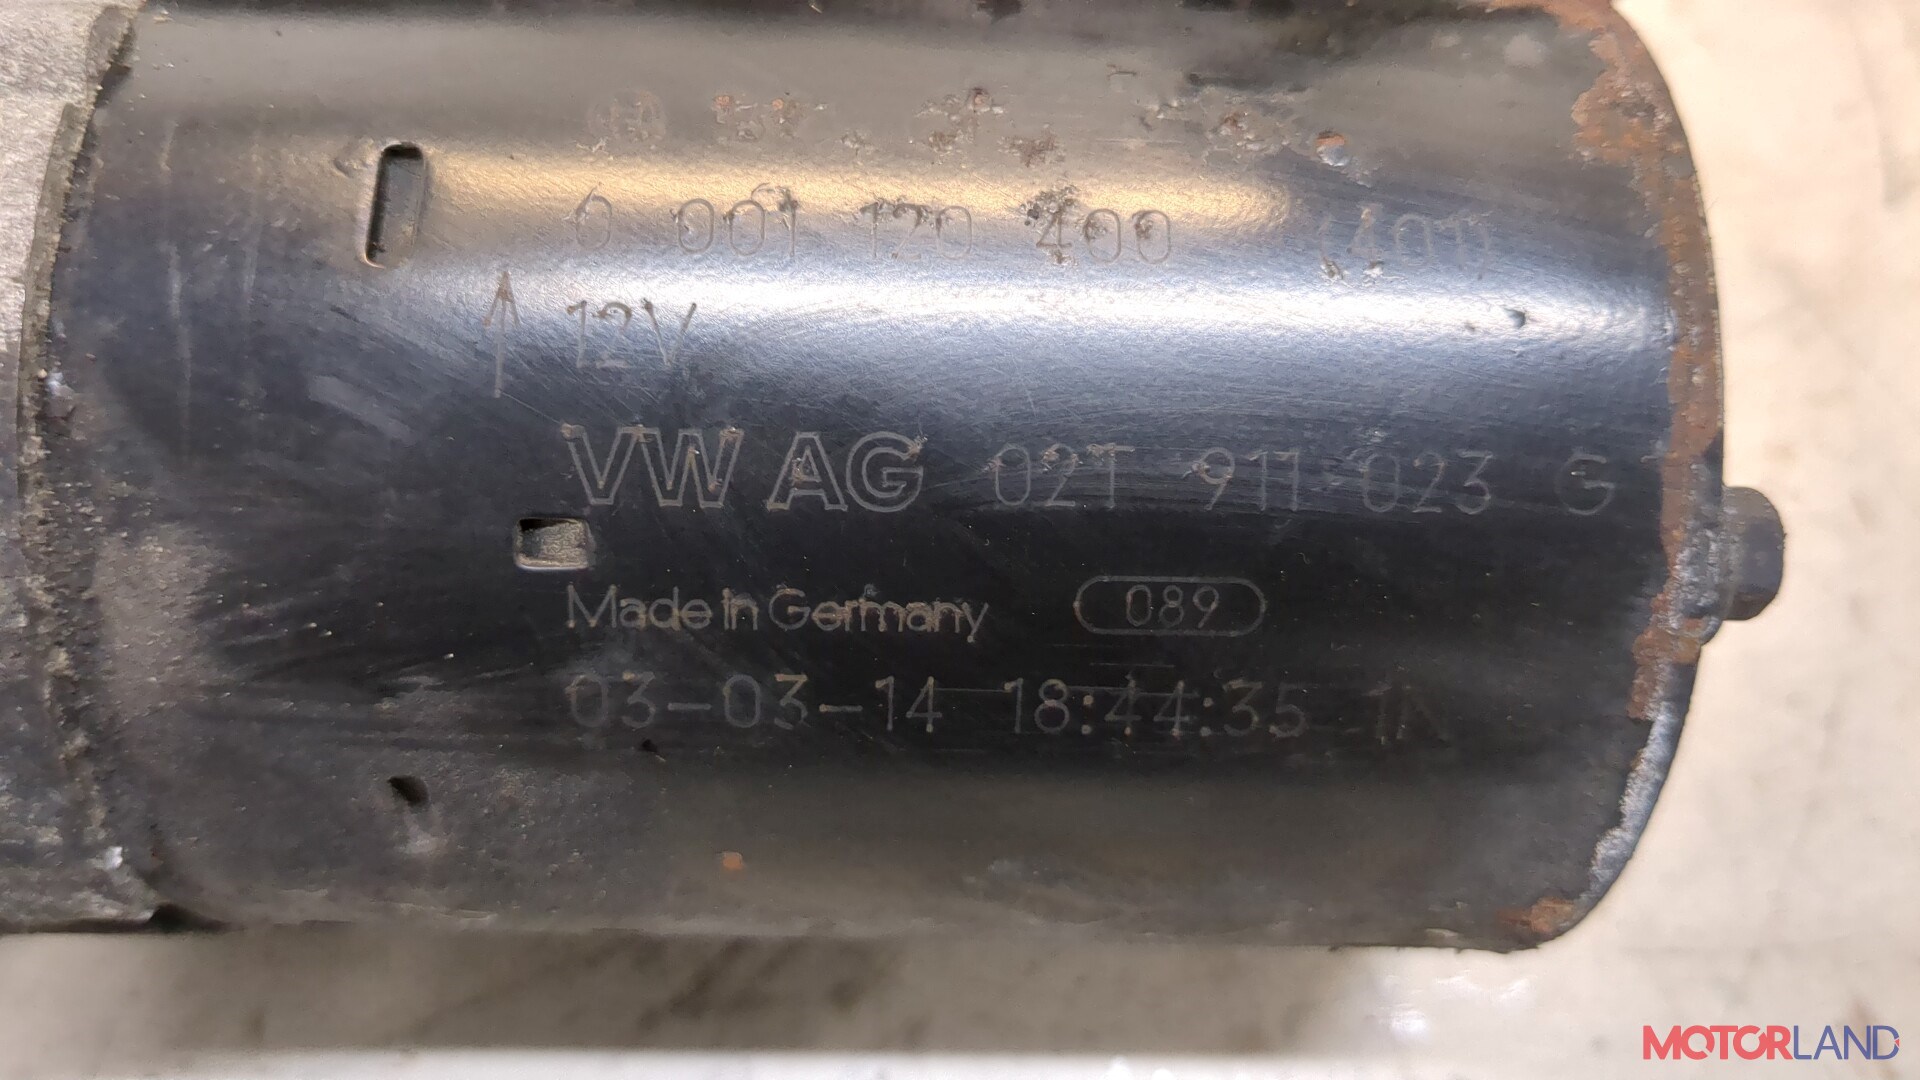 0 001 120 400 (401)
↑ 12V
VW AG 02T 911 023 G
Made in Germany 089
03-03-14 18:44:35
MOTORLAND